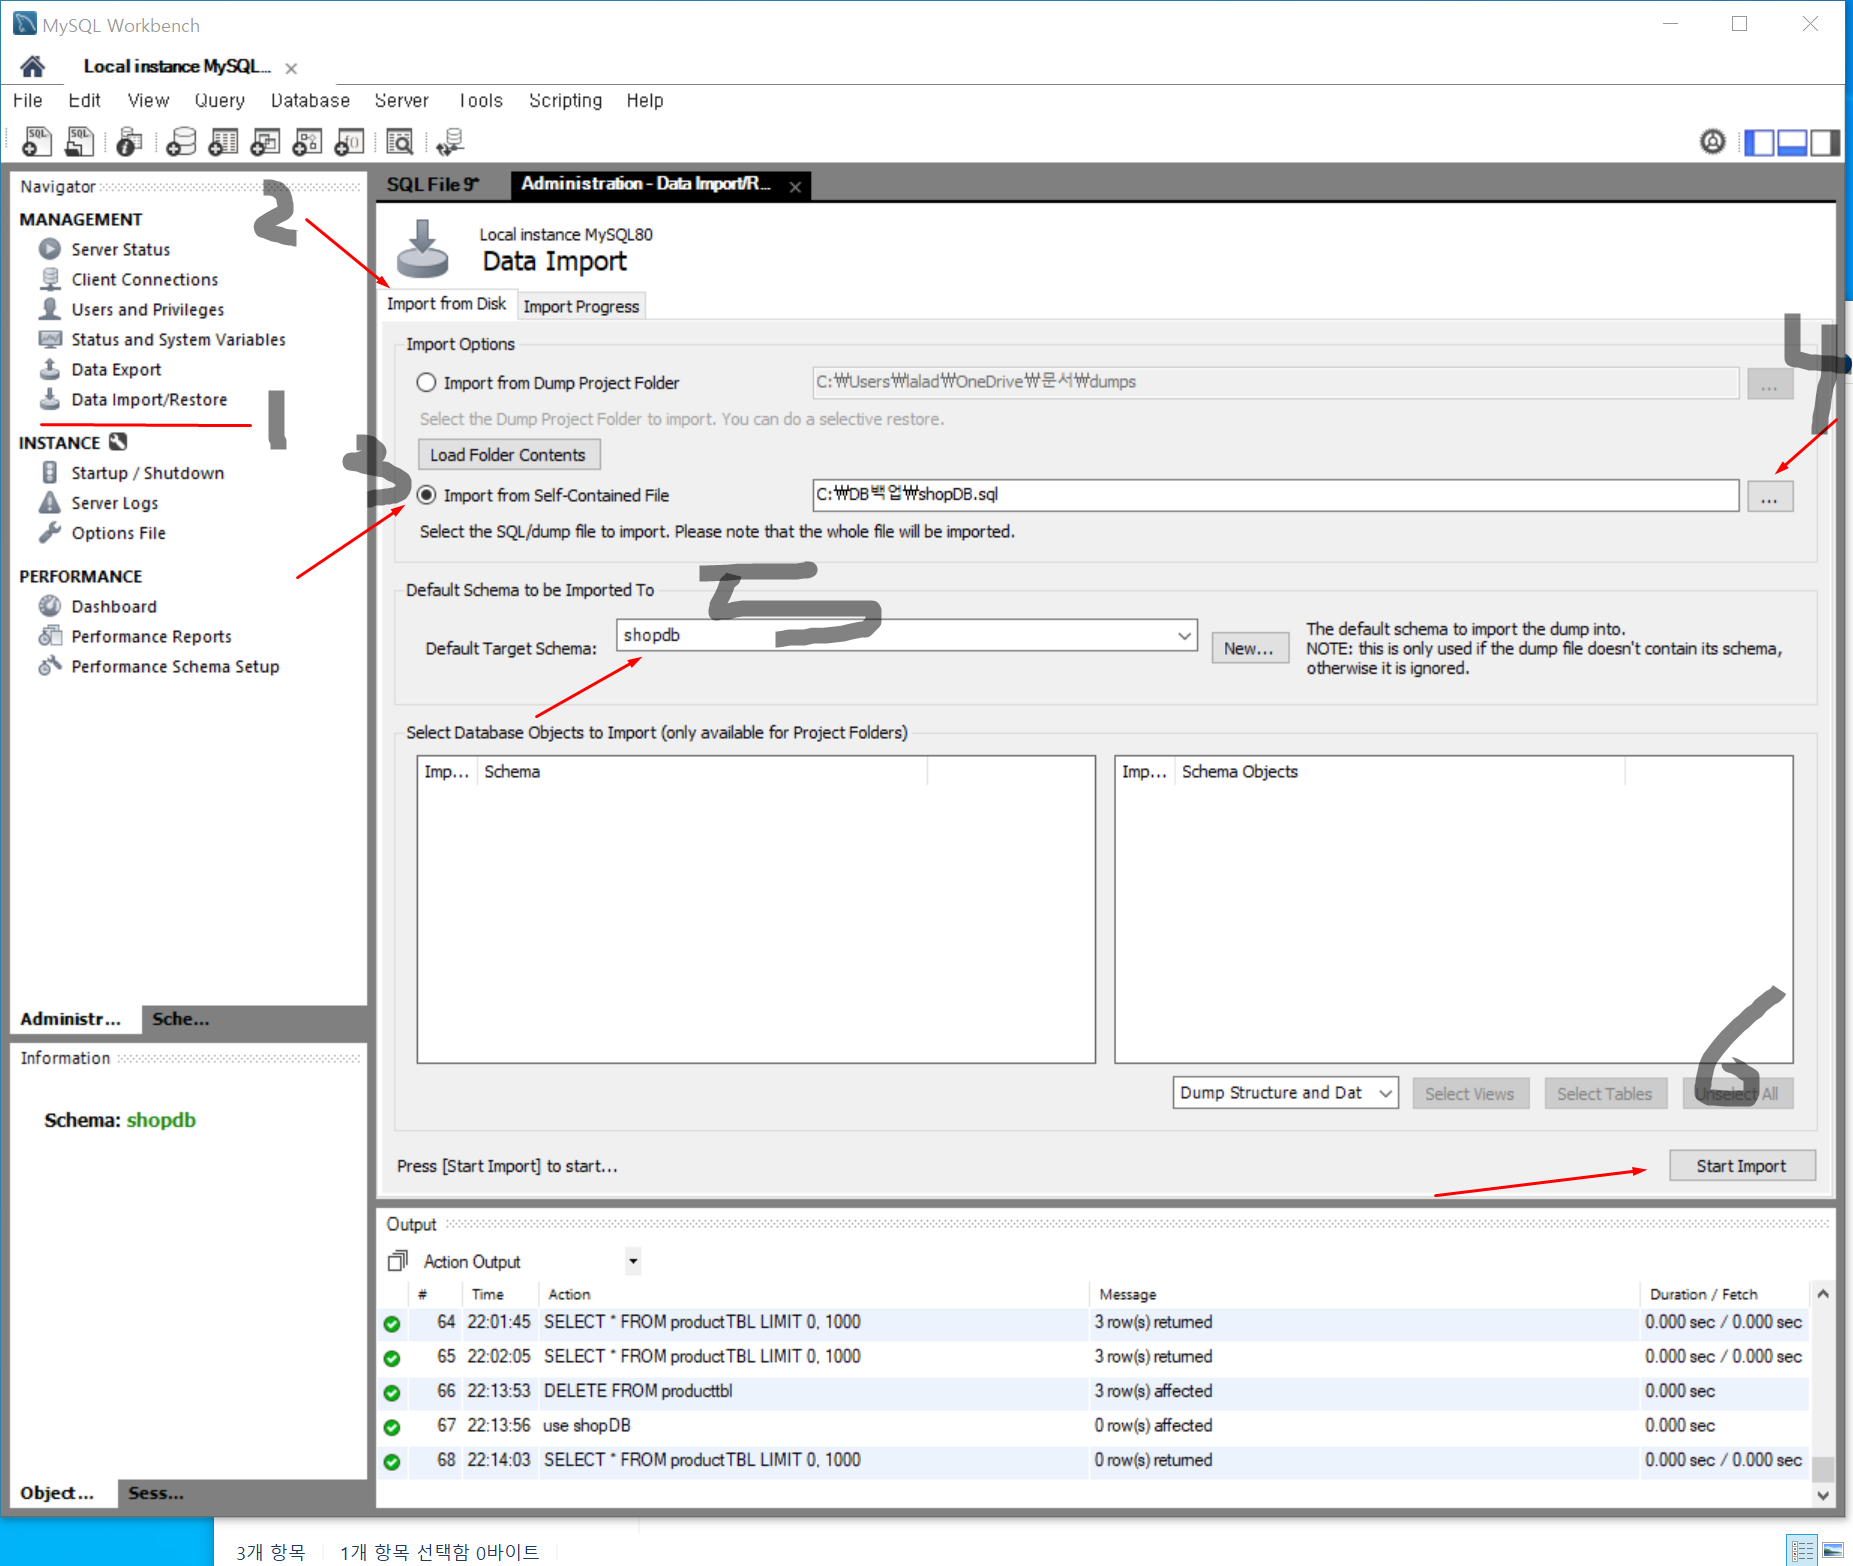 MySQL Workbench
Local instance MySQL...
File Edit View Query Database Server Tools Scripting Help
Navigator
MANAGEMENT
Server Status
Client Connections
Users and Privileges
Status and System Variables
Data Export
Data Import/Restore
INSTANCE
Startup / Shutdown
Server Logs
Options File
PERFORMANCE
Dashboard
Performance Reports
Performance Schema Setup
Administr... Sche...
Information
Schema: shopdb
Object... Sess...
1
2
3
4
5
6
SQL File 9* Administration - Data Import/R...
Local instance MySQL80
Data Import
Import from Disk Import Progress
Import Options
Import from Dump Project Folder C:₩Users₩lalad₩OneDrive₩문서₩dumps ...
Select the Dump Project Folder to import. You can do a selective restore.
Load Folder Contents
Import from Self-Contained File C:₩DB백업₩shopDB.sql ...
Select the SQL/dump file to import. Please note that the whole file will be imported.
Default Schema to be Imported To
Default Target Schema: shopdb New...
The default schema to import the dump into.
NOTE: this is only used if the dump file doesn't contain its schema,
otherwise it is ignored.
Select Database Objects to Import (only available for Project Folders)
Imp... Schema
Imp... Schema Objects
Dump Structure and Dat Select Views Select Tables Unselect All
Press [Start Import] to start... Start Import
Output
Action Output
# Time Action Message Duration / Fetch
64 22:01:45 SELECT * FROM productTBL LIMIT 0, 1000 3 row(s) returned 0.000 sec / 0.000 sec
65 22:02:05 SELECT * FROM productTBL LIMIT 0, 1000 3 row(s) returned 0.000 sec / 0.000 sec
66 22:13:53 DELETE FROM producttbl 3 row(s) affected 0.000 sec
67 22:13:56 use shopDB 0 row(s) affected 0.000 sec
68 22:14:03 SELECT * FROM productTBL LIMIT 0, 1000 0 row(s) returned 0.000 sec / 0.000 sec
3개 항목 1개 항목 선택함 0바이트